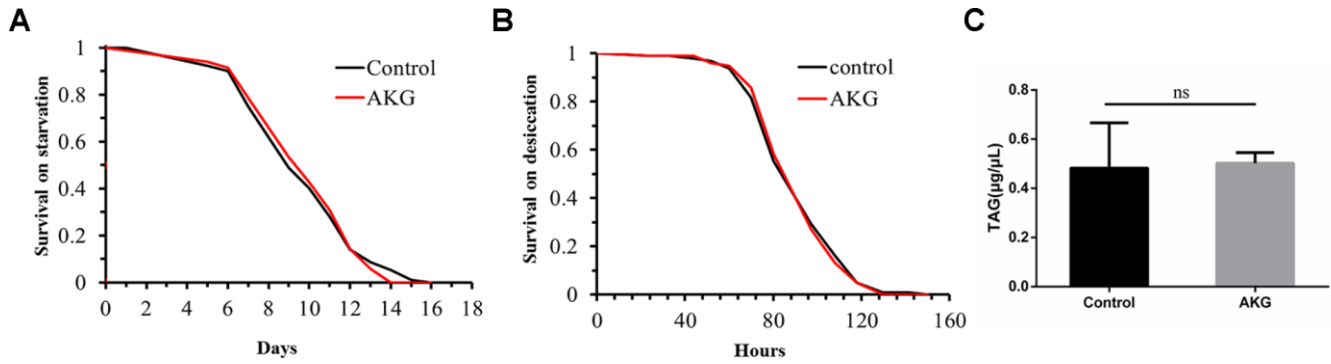 A
Survival on starvation
1
0.8
0.6
0.4
0.2
0
0 2 4 6 8 10 12 14 16 18
Days
Control
AKG
B
Survival on desiccation
1
0.8
0.6
0.4
0.2
0
0 40 80 120 160
Hours
control
AKG
C
TAG(μg/μL)
0.8
0.6
0.4
0.2
0.0
ns
Control AKG